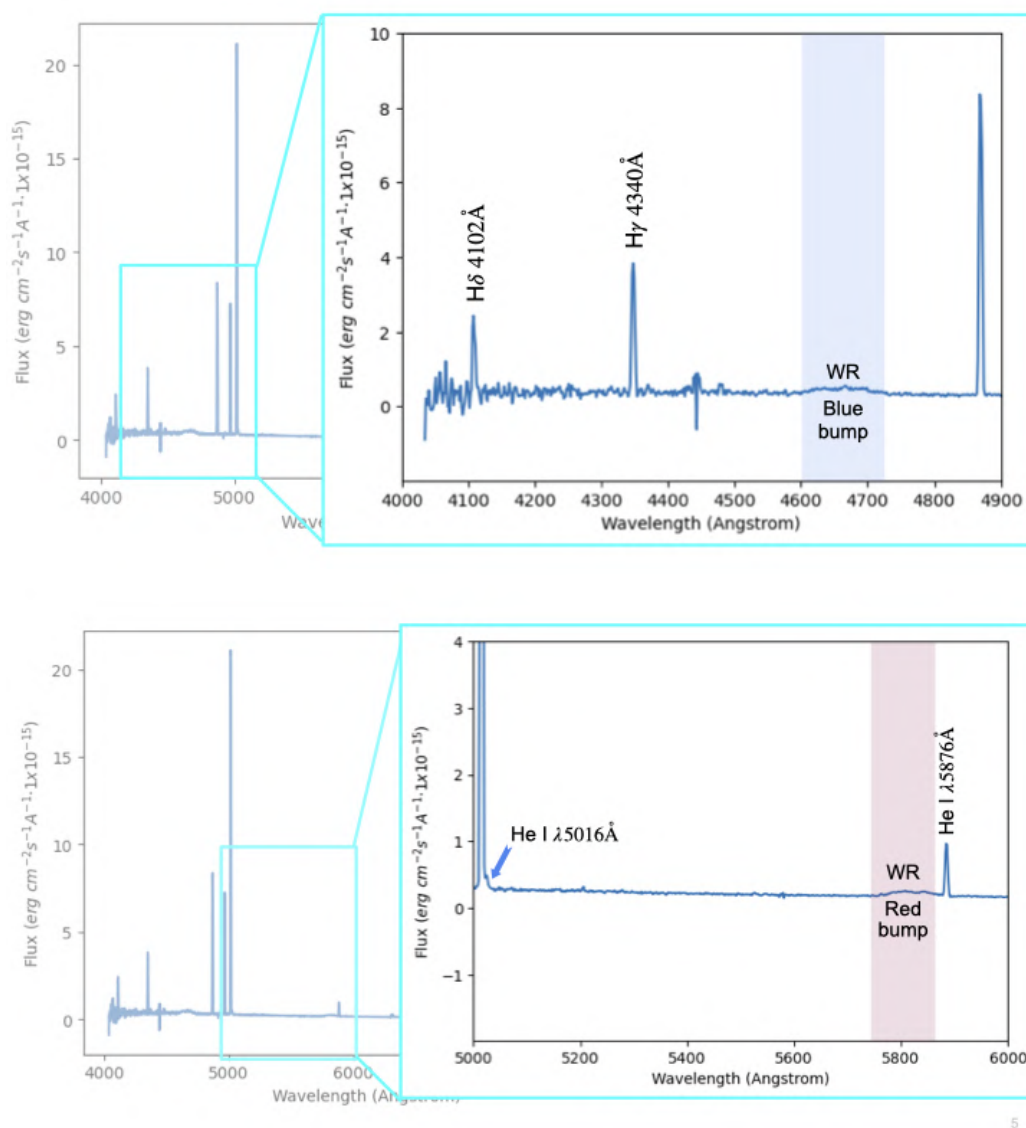 20
15
10
5
0
4000
5000
Flux (erg cm⁻²s⁻¹A⁻¹·1x10⁻¹⁵)
10
8
6
4
2
0
Flux (erg cm⁻²s⁻¹A⁻¹·1x10⁻¹⁵)
Hδ 4102Å
Hγ 4340Å
WR
Blue
bump
4000 4100 4200 4300 4400 4500 4600 4700 4800 4900
Wavelength (Angstrom)
20
15
10
5
0
4000 5000 6000
Flux (erg cm⁻²s⁻¹A⁻¹·1x10⁻¹⁵)
Wavelength (Angstrom)
4
3
2
1
0
−1
Flux (erg cm⁻²s⁻¹A⁻¹·1x10⁻¹⁵)
He I λ5016Å
He I λ5876Å
WR
Red
bump
5000 5200 5400 5600 5800 6000
Wavelength (Angstrom)
5